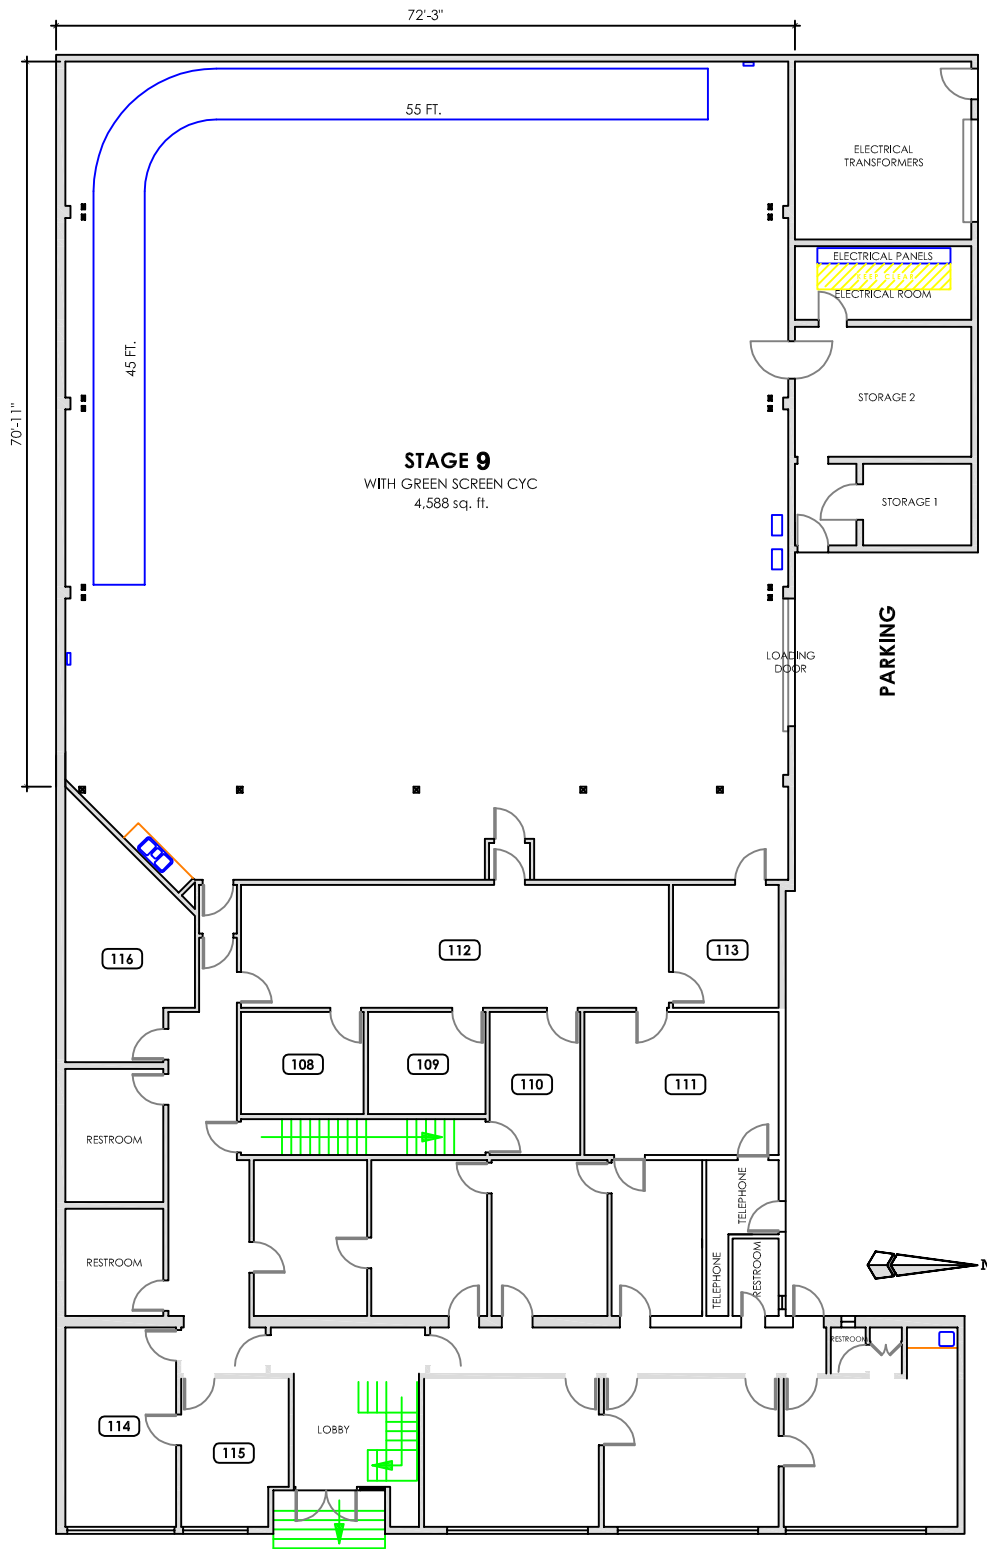 72'-3"
55 FT.
ELECTRICAL
TRANSFORMERS
ELECTRICAL PANELS
ELECTRICAL ROOM
45 FT.
70'-11"
STORAGE 2
STAGE 9
WITH GREEN SCREEN CYC
4,588 sq. ft.
STORAGE 1
PARKING
LOADING
DOOR
116
112
113
108
109
110
111
RESTROOM
TELEPHONE
RESTROOM
TELEPHONE
RESTROOM
N
RESTROOM
114
LOBBY
115